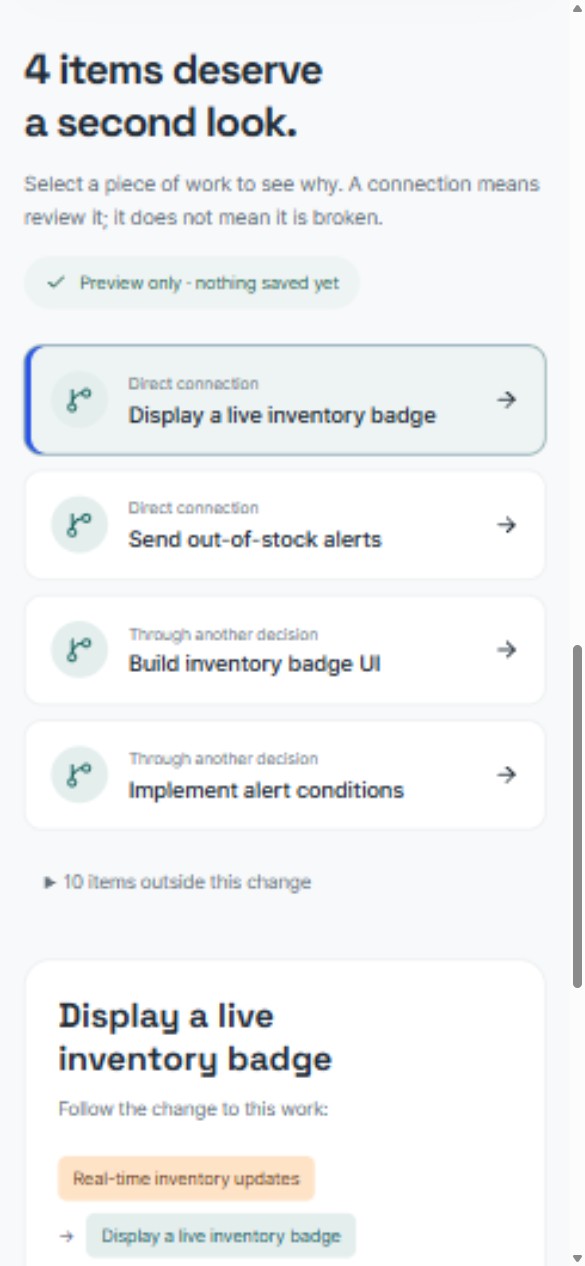 4 items deserve
a second look.
Select a piece of work to see why. A connection means
review it; it does not mean it is broken.
Preview only - nothing saved yet
Direct connection
Display a live inventory badge
Direct connection
Send out-of-stock alerts
Through another decision
Build inventory badge UI
Through another decision
Implement alert conditions
10 items outside this change
Display a live
inventory badge
Follow the change to this work:
Real-time inventory updates
Display a live inventory badge